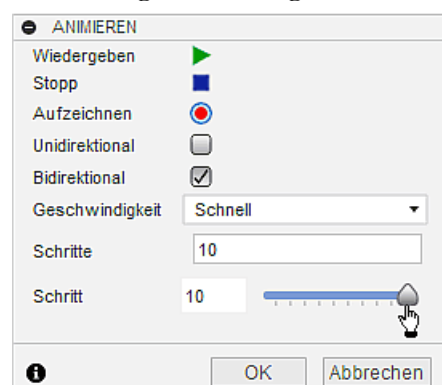 ANIMIEREN
Wiedergeben
Stopp
Aufzeichnen
Unidirektional
Bidirektional
Geschwindigkeit Schnell
Schritte 10
Schritt 10
OK Abbrechen